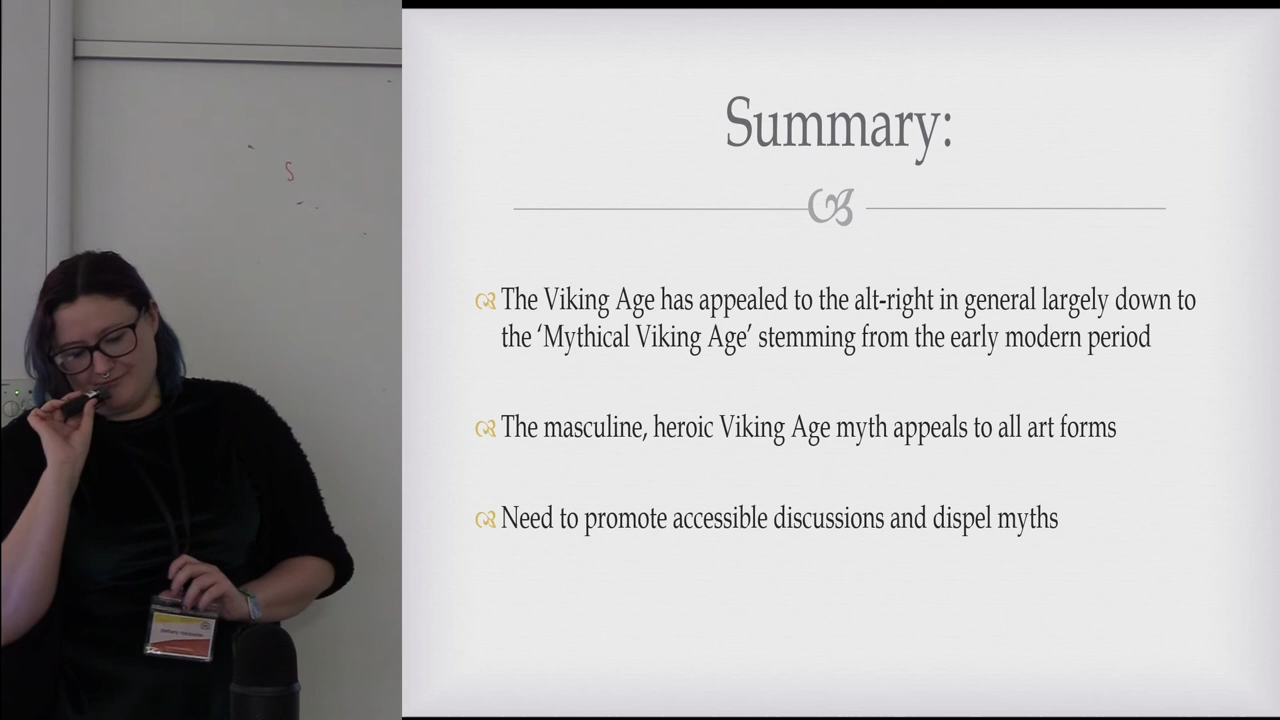 S
Summary:
The Viking Age has appealed to the alt-right in general largely down to
the ‘Mythical Viking Age’ stemming from the early modern period
The masculine, heroic Viking Age myth appeals to all art forms
Need to promote accessible discussions and dispel myths